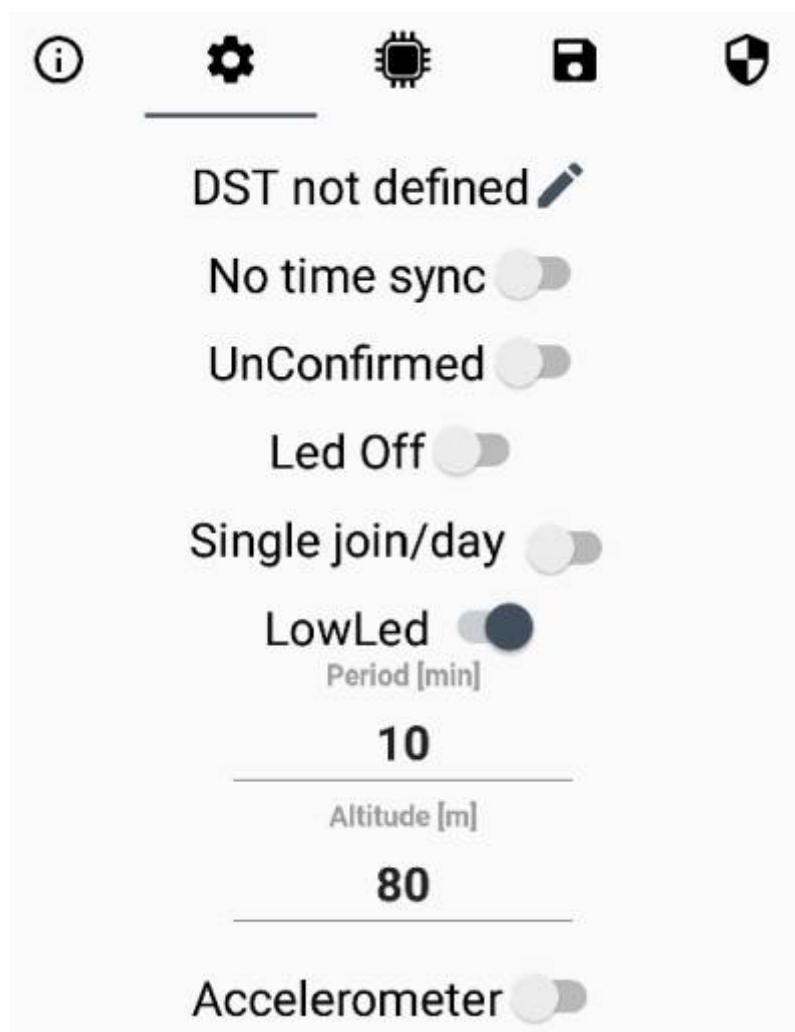 DST not defined
No time sync
UnConfirmed
Led Off
Single join/day
LowLed
Period [min]
10
Altitude [m]
80
Accelerometer